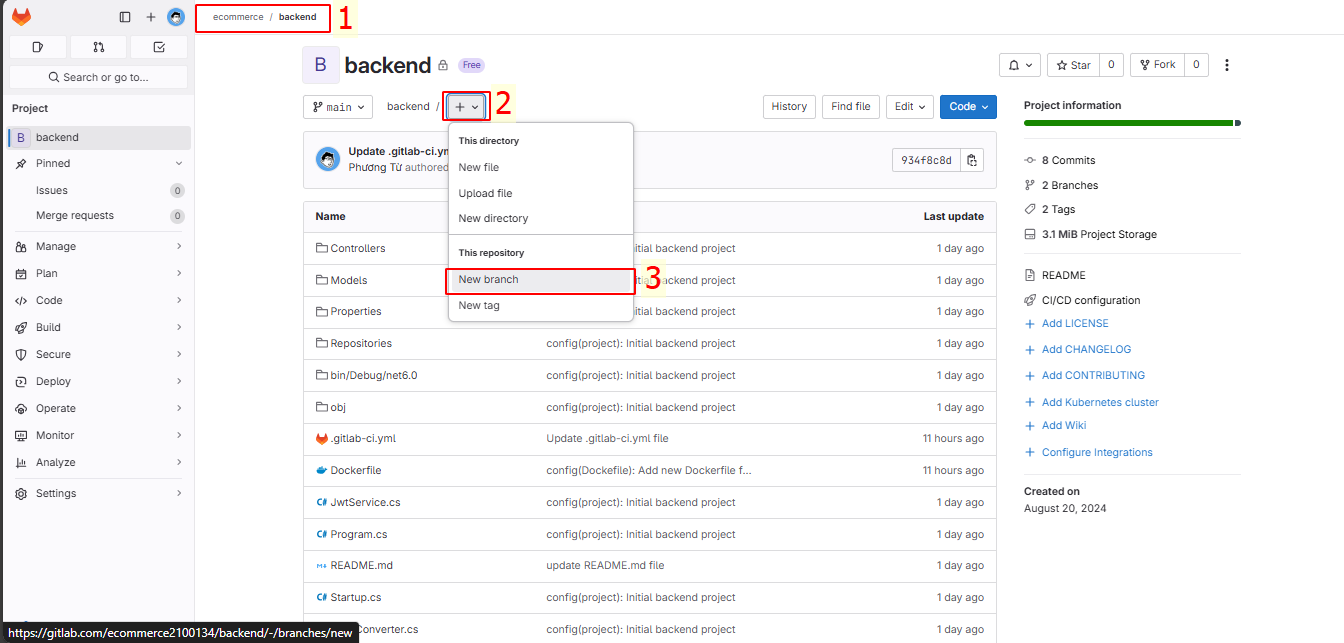 ecommerce / backend 1
Search or go to...
Project
B backend
Pinned
Issues 0
Merge requests 0
Manage
Plan
Code
Build
Secure
Deploy
Operate
Monitor
Analyze
Settings
B backend Free
Star 0 Fork 0
main backend / + 2 History Find file Edit Code
This directory
New file
Upload file
New directory
This repository
New branch 3
New tag
Update .gitlab-ci.ym
Phương Từ authored
934f8c8d
Name Last update
Controllers itial backend project 1 day ago
Models itial backend project 1 day ago
Properties itial backend project 1 day ago
Repositories config(project): Initial backend project 1 day ago
bin/Debug/net6.0 config(project): Initial backend project 1 day ago
obj config(project): Initial backend project 1 day ago
.gitlab-ci.yml Update .gitlab-ci.yml file 11 hours ago
Dockerfile config(Dockefile): Add new Dockerfile f... 11 hours ago
C# JwtService.cs config(project): Initial backend project 1 day ago
C# Program.cs config(project): Initial backend project 1 day ago
M+ README.md update README.md file 1 day ago
C# Startup.cs config(project): Initial backend project 1 day ago
Converter.cs config(project): Initial backend project 1 day ago
Project information
8 Commits
2 Branches
2 Tags
3.1 MiB Project Storage
README
CI/CD configuration
+ Add LICENSE
+ Add CHANGELOG
+ Add CONTRIBUTING
+ Add Kubernetes cluster
+ Add Wiki
+ Configure Integrations
Created on
August 20, 2024
https://gitlab.com/ecommerce2100134/backend/-/branches/new